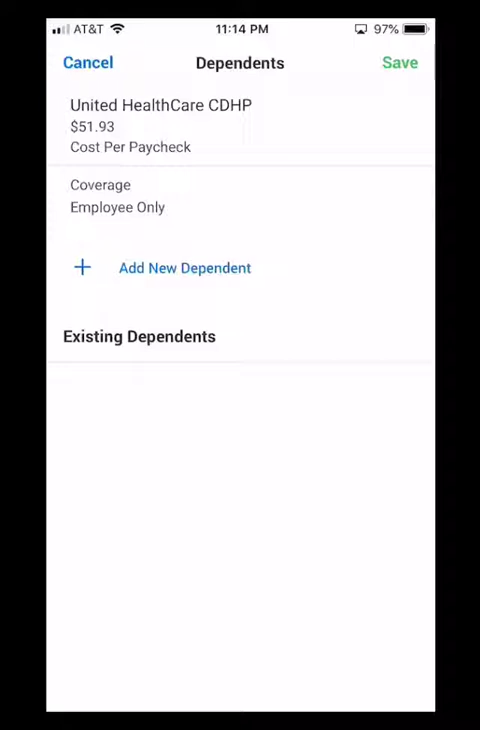 AT&T 11:14 PM 97%
Cancel Dependents Save
United HealthCare CDHP
$51.93
Cost Per Paycheck
Coverage
Employee Only
+ Add New Dependent
Existing Dependents